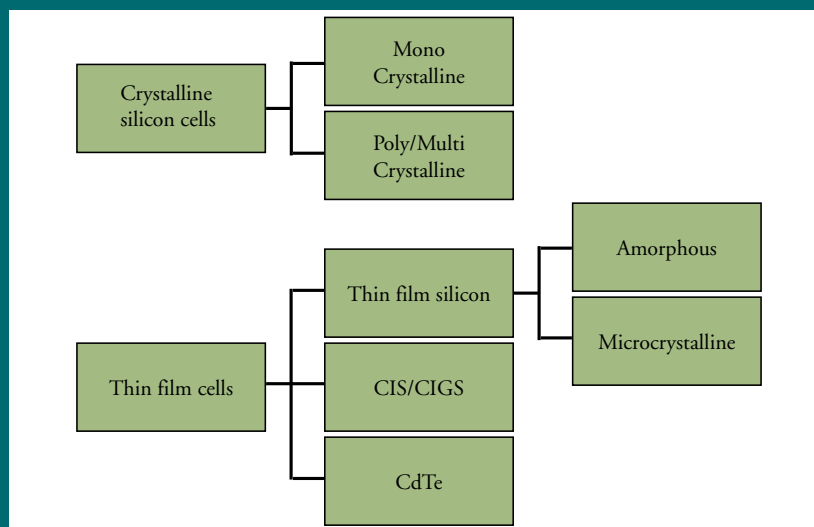 Crystalline
silicon cells
Mono
Crystalline
Poly/Multi
Crystalline
Thin film cells
Thin film silicon
CIS/CIGS
CdTe
Amorphous
Microcrystalline